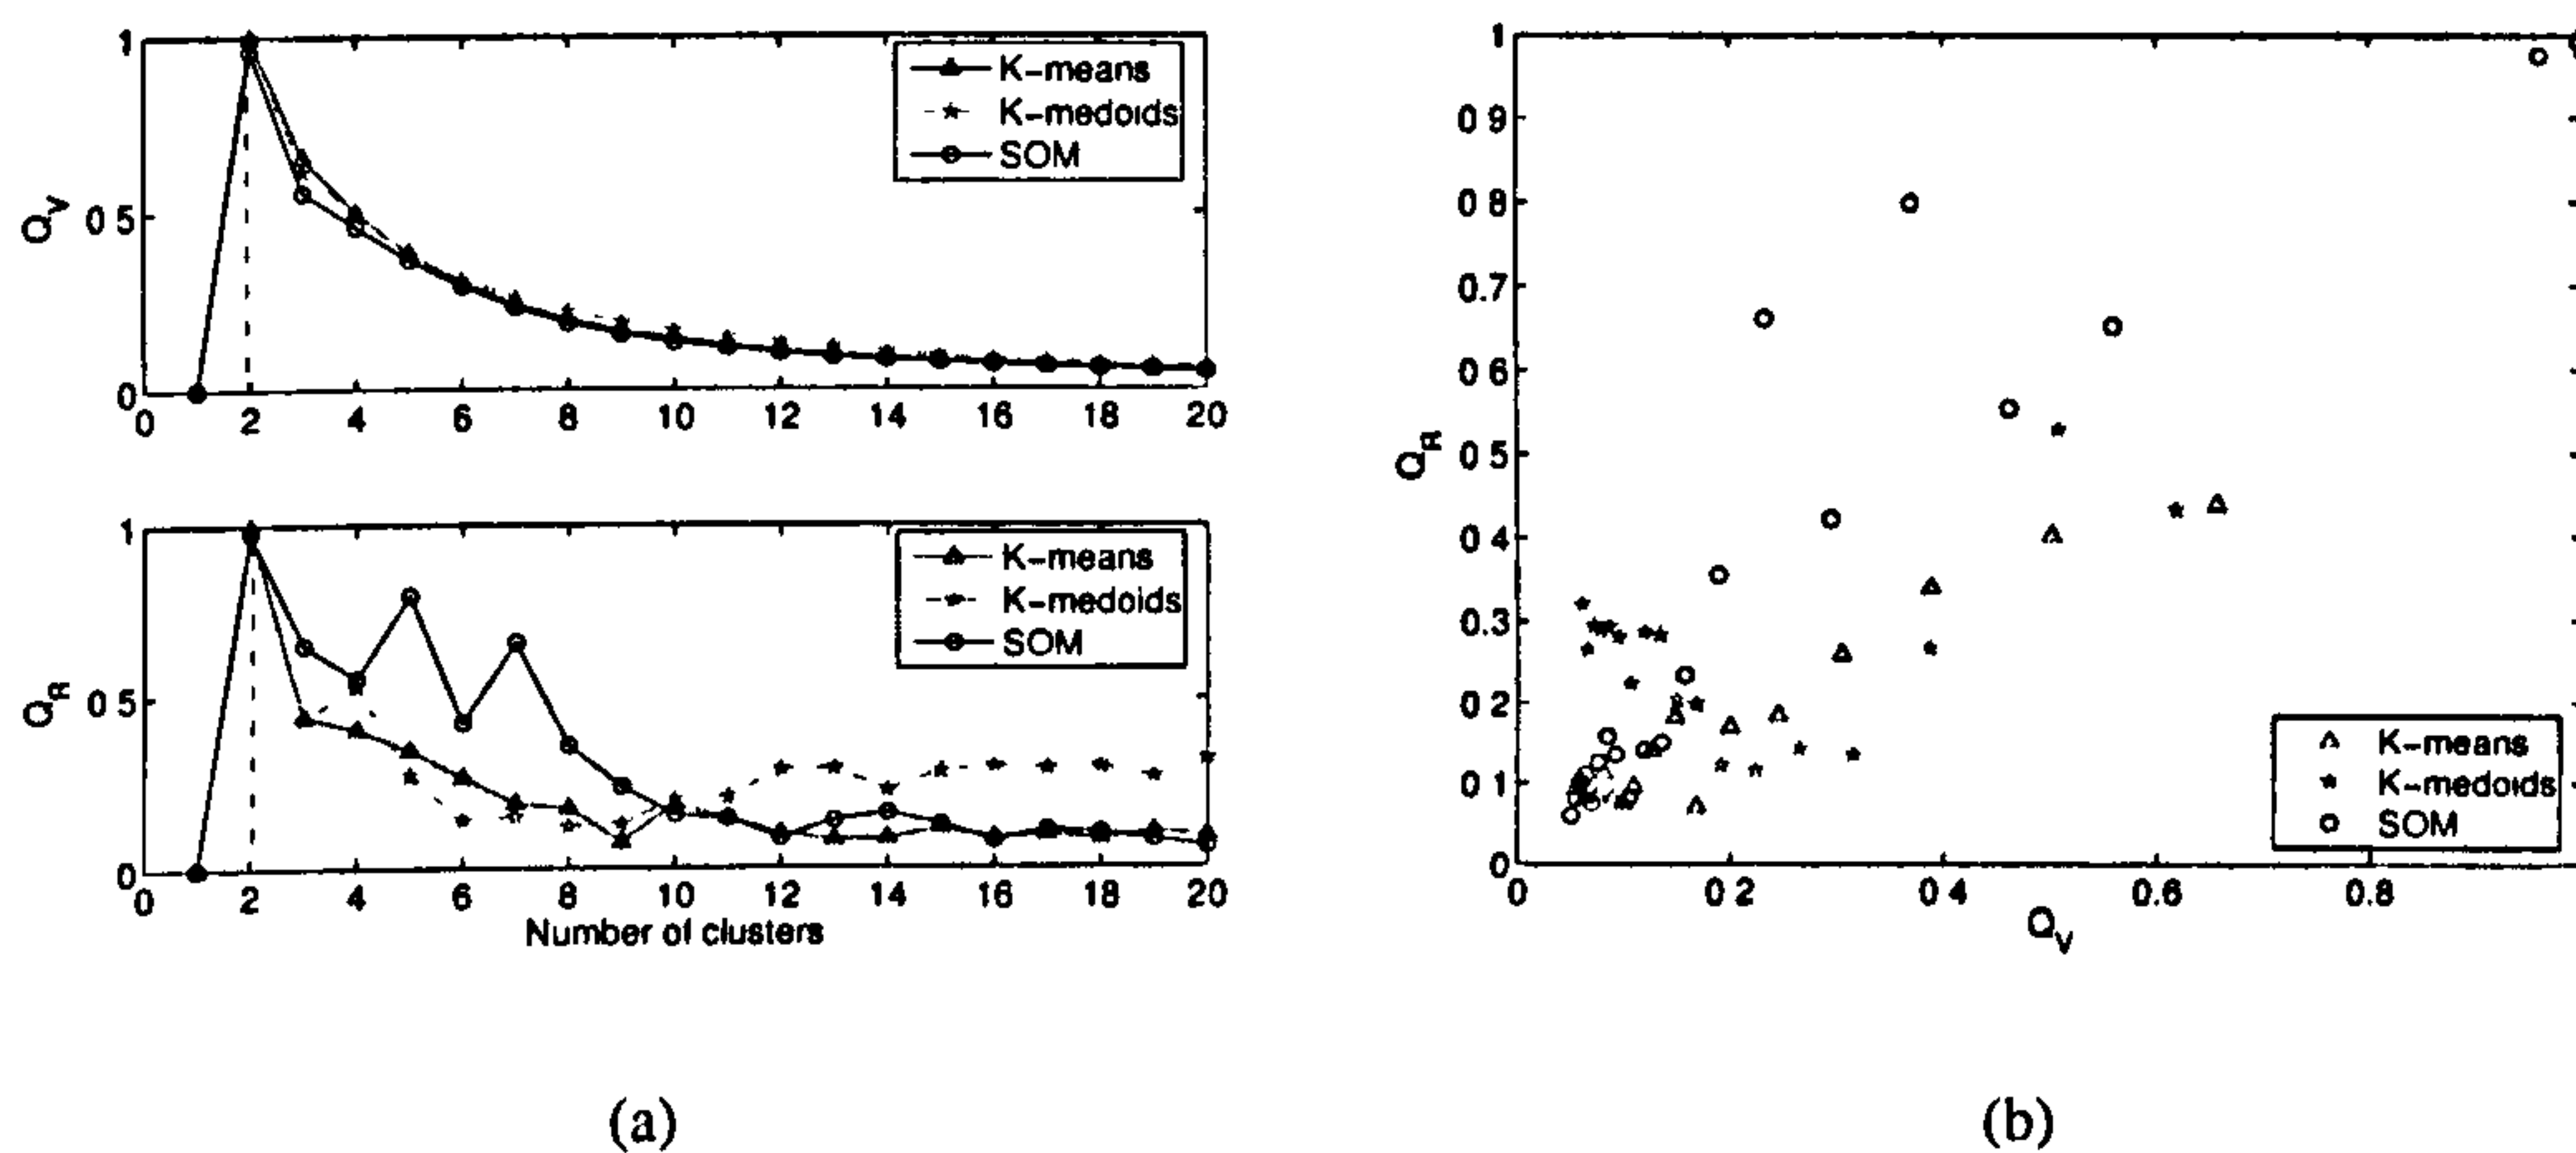 1
0 5
0
Q_V
K-means
K-medoids
SOM
0 2 4 6 8 10 12 14 16 18 20
1
0 5
0
Q_R
K-means
K-medoids
SOM
0 2 4 6 8 10 12 14 16 18 20
Number of clusters
(a)
1
0 9
0 8
0.7
0 6
0 5
0 4
0.3
0 2
0 1
0
Q_R
K-means
K-medoids
SOM
0 0 2 0 4 0.6 0.8
Q_V
(b)